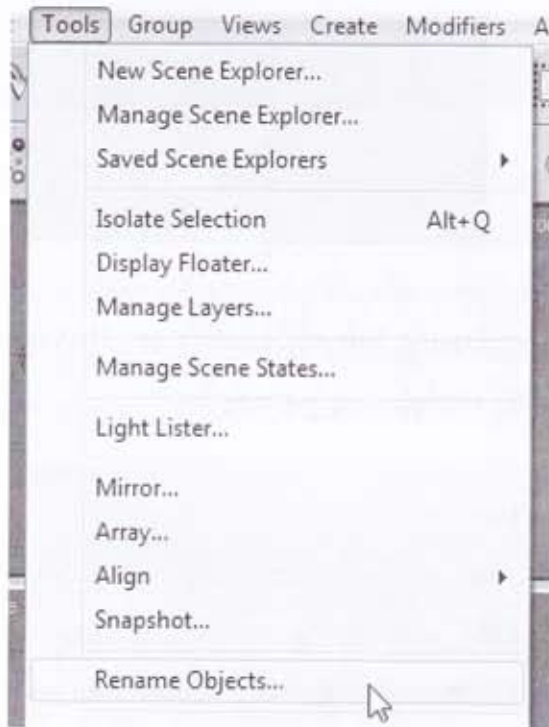 Tools Group Views Create Modifiers A
New Scene Explorer...
Manage Scene Explorer...
Saved Scene Explorers
Isolate Selection Alt+Q
Display Floater...
Manage Layers...
Manage Scene States...
Light Lister...
Mirror...
Array...
Align
Snapshot...
Rename Objects...